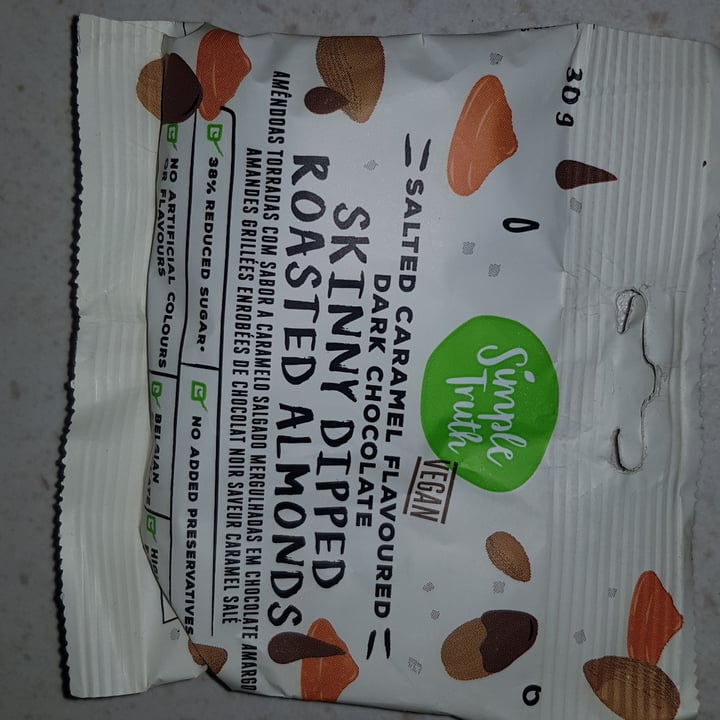 30g
Simple
Truth
VEGAN
SALTED CARAMEL FLAVOURED
DARK CHOCOLATE
SKINNY DIPPED
ROASTED ALMONDS
AMÊNDOAS TORRADAS COM SABOR A CARAMELO SALGADO MERGULHADAS EM CHOCOLATE AMARGO
AMANDES GRILLÉES ENROBÉES DE CHOCOLAT NOIR SAVEUR CARAMEL SALÉ
38% REDUCED SUGAR*
NO ADDED PRESERVATIVES
NO ARTIFICIAL COLOURS
OR FLAVOURS
BELGIAN